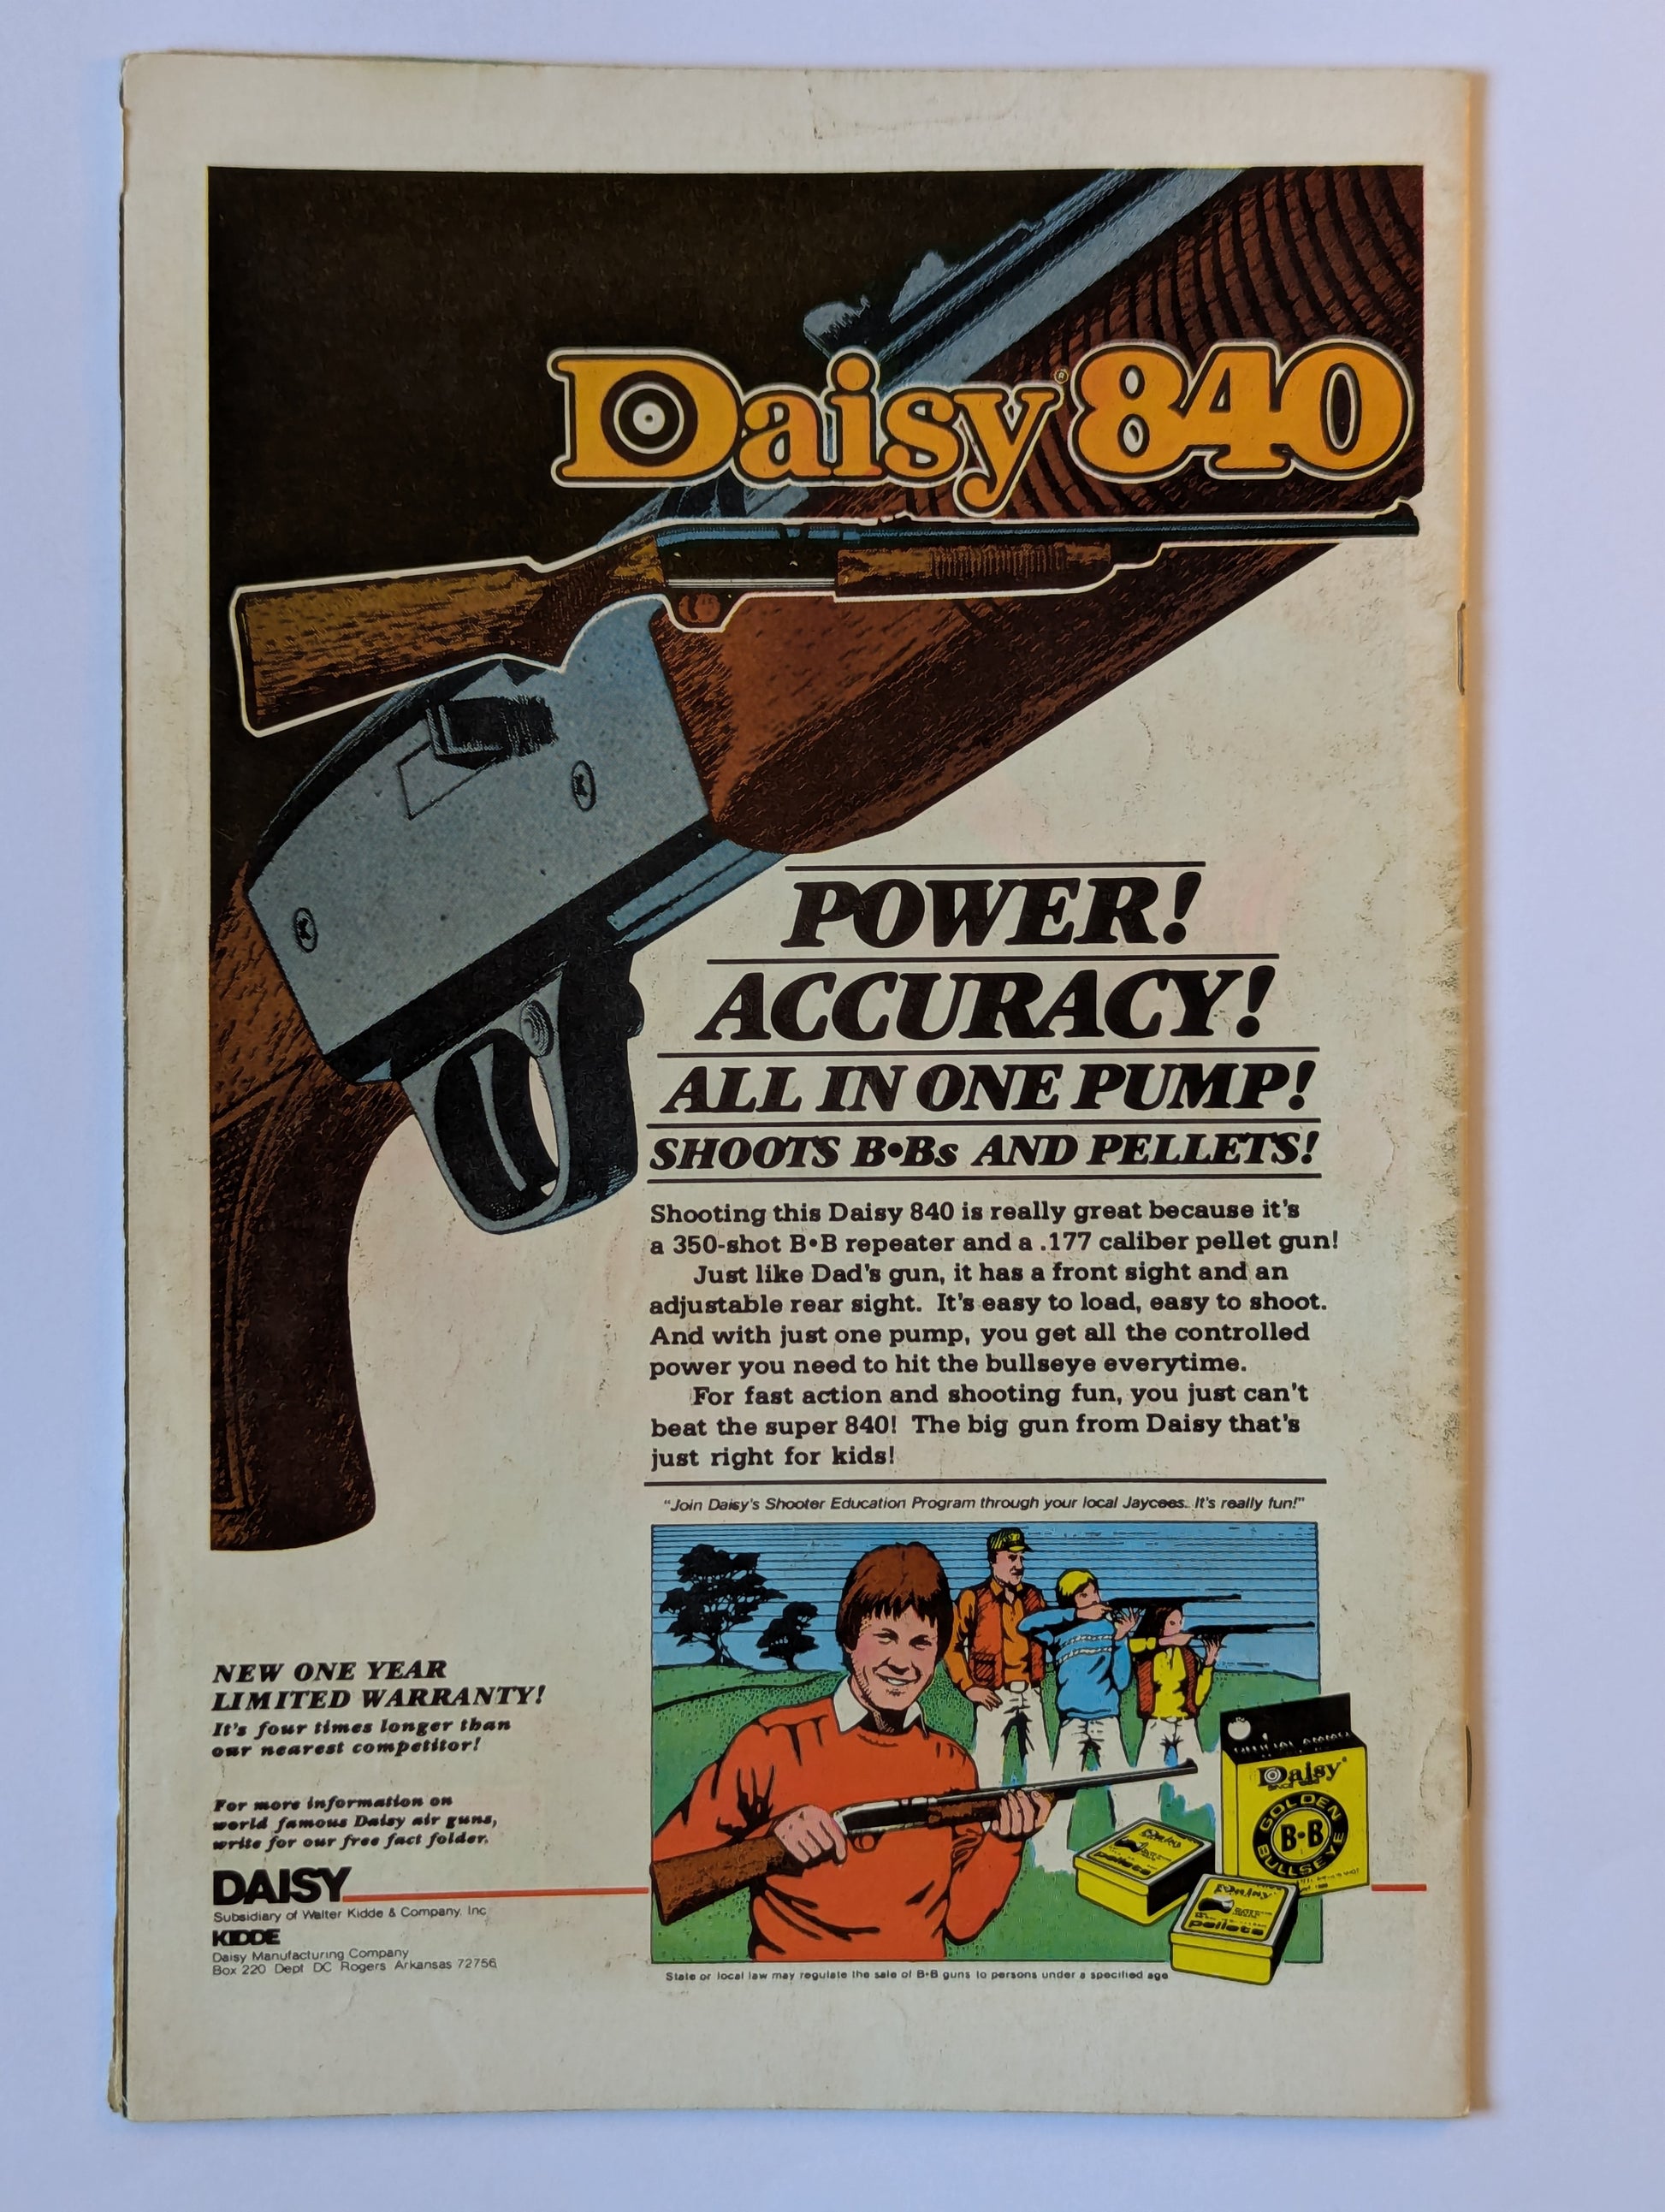 Daisy® 840
POWER!
ACCURACY!
ALL IN ONE PUMP!
SHOOTS B•Bs AND PELLETS!
Shooting this Daisy 840 is really great because it's
a 350-shot B•B repeater and a .177 caliber pellet gun!
Just like Dad's gun, it has a front sight and an
adjustable rear sight. It's easy to load, easy to shoot.
And with just one pump, you get all the controlled
power you need to hit the bullseye everytime.
For fast action and shooting fun, you just can't
beat the super 840! The big gun from Daisy that's
just right for kids!
"Join Daisy's Shooter Education Program through your local Jaycees. It's really fun!"
NEW ONE YEAR
LIMITED WARRANTY!
It's four times longer than
our nearest competitor!
For more information on
world famous Daisy air guns,
write for our free fact folder.
DAISY
Subsidiary of Walter Kidde & Company, Inc
KIDDE
Daisy Manufacturing Company
Box 220 Dept DC Rogers Arkansas 72756
Daisy®
GOLDEN
B•B
BULLSEYE
Daisy
pellets
Daisy
pellets
State or local law may regulate the sale of B•B guns to persons under a specified age